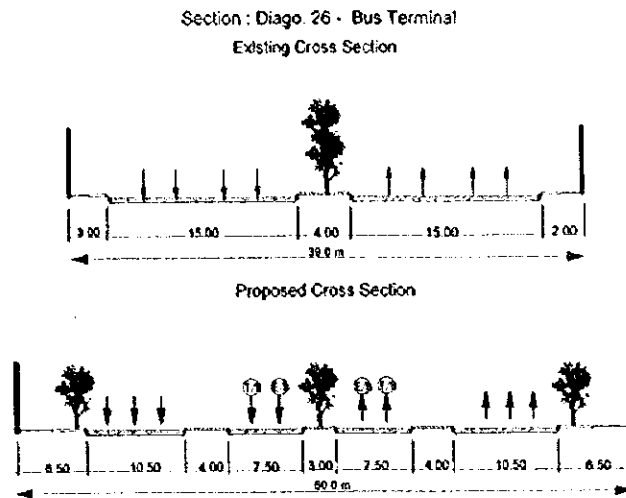 Section : Diago. 26 - Bus Terminal
Existing Cross Section
3.00 15.00 4.00 15.00 2.00
39.0 m
Proposed Cross Section
6.50 10.50 4.00 7.50 3.00 7.50 4.00 10.50 6.50
60.0 m